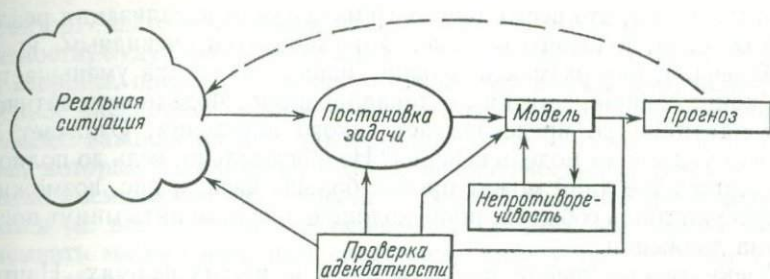 Реальная
ситуация
Постановка
задачи
Модель
Прогноз
Непротиворе-
чивость
Проверка
адекватности